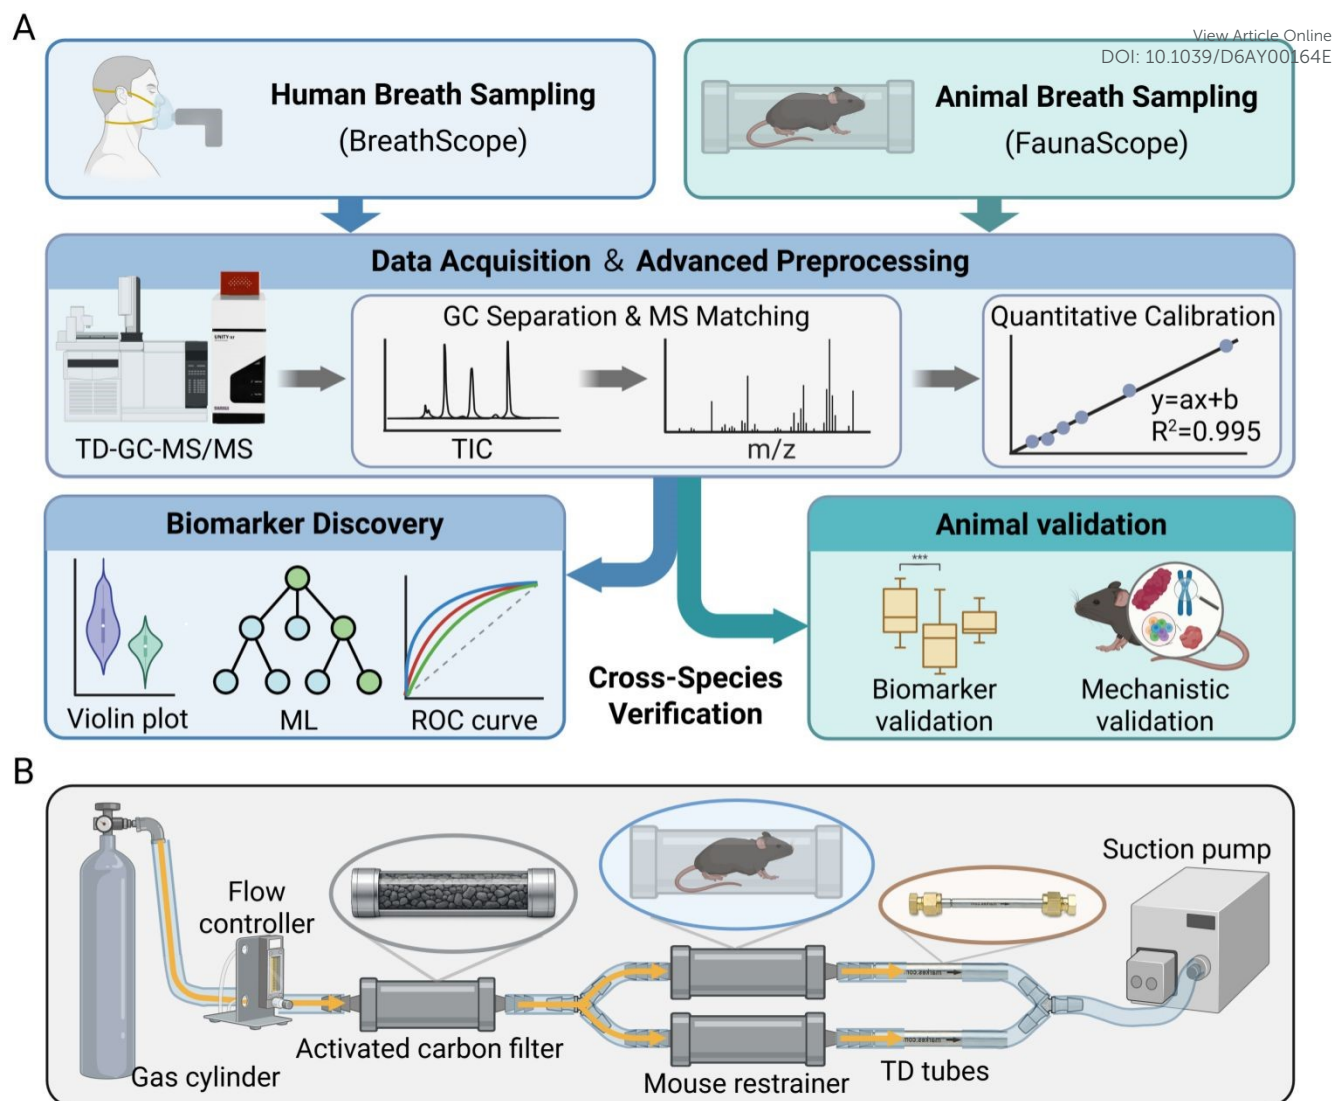 A
View Article Online
DOI: 10.1039/D6AY00164E
Human Breath Sampling
(BreathScope)
Animal Breath Sampling
(FaunaScope)
Data Acquisition & Advanced Preprocessing
UNITY-xr
TD-GC-MS/MS
GC Separation & MS Matching
TIC
m/z
Quantitative Calibration
y=ax+b
R²=0.995
Biomarker Discovery
Violin plot
ML
ROC curve
Cross-Species
Verification
Animal validation
***
Biomarker
validation
Mechanistic
validation
B
Gas cylinder
Flow
controller
Activated carbon filter
Mouse restrainer
TD tubes
Suction pump